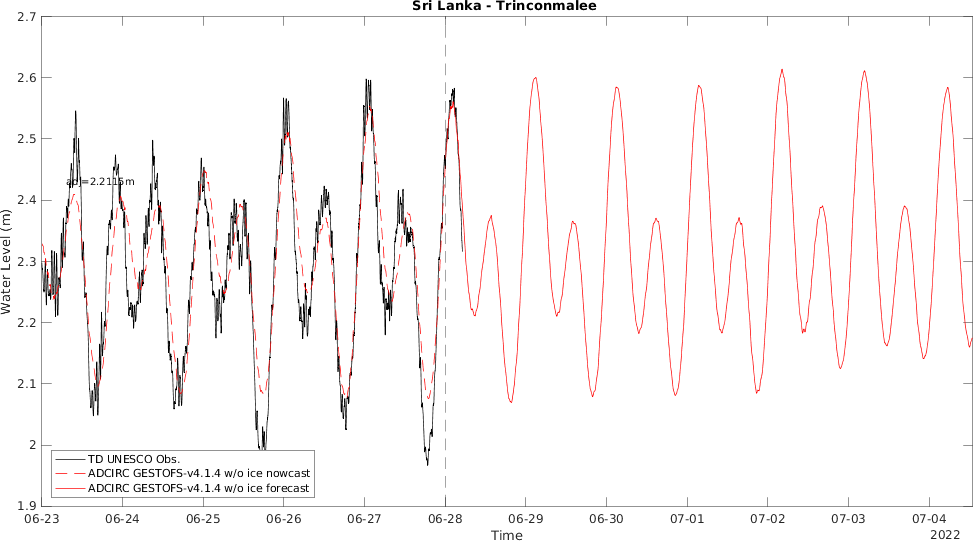 Sri Lanka - Trinconmalee
2.7
2.6
2.5
2.4
2.3
2.2
2.1
2
1.9
Water Level (m)
adj=2.2115m
TD UNESCO Obs.
ADCIRC GESTOFS-v4.1.4 w/o ice nowcast
ADCIRC GESTOFS-v4.1.4 w/o ice forecast
06-23 06-24 06-25 06-26 06-27 06-28 06-29 06-30 07-01 07-02 07-03 07-04
Time
2022